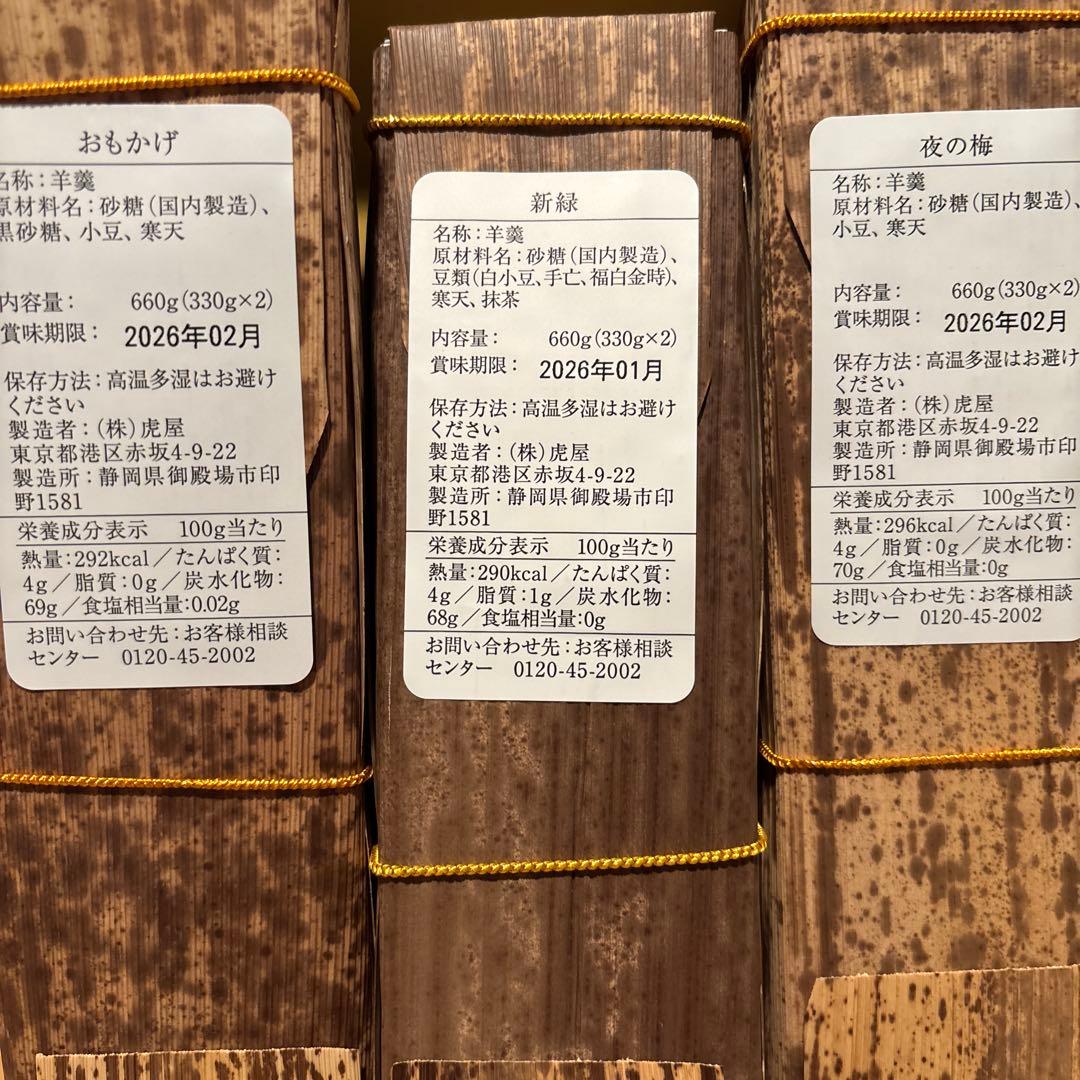 おもかげ
名称：羊羹
原材料名：砂糖（国内製造）、
黒砂糖、小豆、寒天
内容量： 660g（330g×2）
賞味期限： 2026年02月
保存方法：高温多湿はお避け
ください
製造者：（株）虎屋
東京都港区赤坂4-9-22
製造所：静岡県御殿場市印
野1581
栄養成分表示 100g当たり
熱量：292kcal／たんぱく質：
4g／脂質：0g／炭水化物：
69g／食塩相当量：0.02g
お問い合わせ先：お客様相談
センター 0120-45-2002
新緑
名称：羊羹
原材料名：砂糖（国内製造）、
豆類（白小豆、手亡、福白金時）、
寒天、抹茶
内容量： 660g（330g×2）
賞味期限： 2026年01月
保存方法：高温多湿はお避け
ください
製造者：（株）虎屋
東京都港区赤坂4-9-22
製造所：静岡県御殿場市印
野1581
栄養成分表示 100g当たり
熱量：290kcal／たんぱく質：
4g／脂質：1g／炭水化物：
68g／食塩相当量：0g
お問い合わせ先：お客様相談
センター 0120-45-2002
夜の梅
名称：羊羹
原材料名：砂糖（国内製造）、
小豆、寒天
内容量： 660g（330g×2）
賞味期限： 2026年02月
保存方法：高温多湿はお避け
ください
製造者：（株）虎屋
東京都港区赤坂4-9-22
製造所：静岡県御殿場市印
野1581
栄養成分表示 100g当たり
熱量：296kcal／たんぱく質：
4g／脂質：0g／炭水化物：
70g／食塩相当量：0g
お問い合わせ先：お客様相談
センター 0120-45-2002